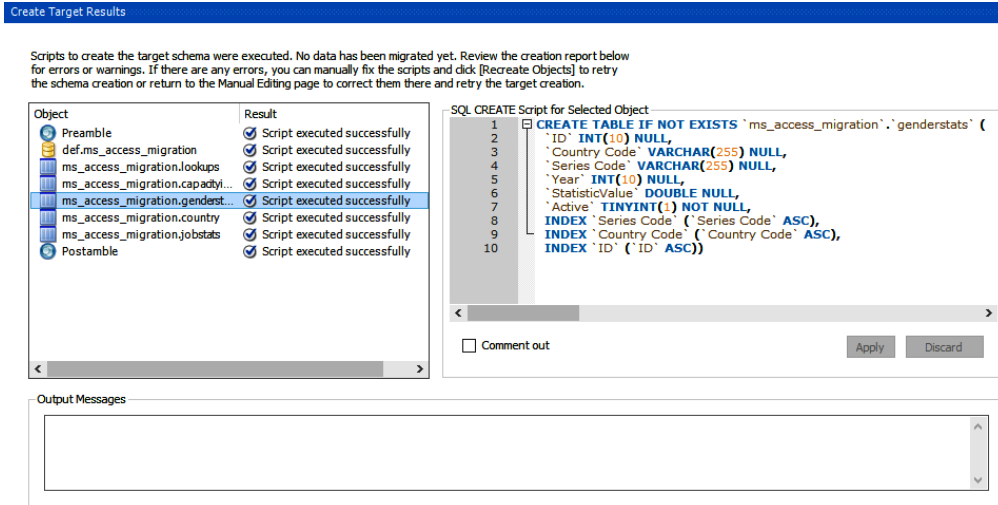 Create Target Results
Scripts to create the target schema were executed. No data has been migrated yet. Review the creation report below
for errors or warnings. If there are any errors, you can manually fix the scripts and click [Recreate Objects] to retry
the schema creation or return to the Manual Editing page to correct them there and retry the target creation.
Object Result
Preamble Script executed successfully
def.ms_access_migration Script executed successfully
ms_access_migration.lookups Script executed successfully
ms_access_migration.capacityi... Script executed successfully
ms_access_migration.genderst... Script executed successfully
ms_access_migration.country Script executed successfully
ms_access_migration.jobstats Script executed successfully
Postamble Script executed successfully
SQL CREATE Script for Selected Object
1 CREATE TABLE IF NOT EXISTS `ms_access_migration`.`genderstats` (
2 `ID` INT(10) NULL,
3 `Country Code` VARCHAR(255) NULL,
4 `Series Code` VARCHAR(255) NULL,
5 `Year` INT(10) NULL,
6 `StatisticValue` DOUBLE NULL,
7 `Active` TINYINT(1) NOT NULL,
8 INDEX `Series Code` (`Series Code` ASC),
9 INDEX `Country Code` (`Country Code` ASC),
10 INDEX `ID` (`ID` ASC))
Comment out
Apply Discard
Output Messages